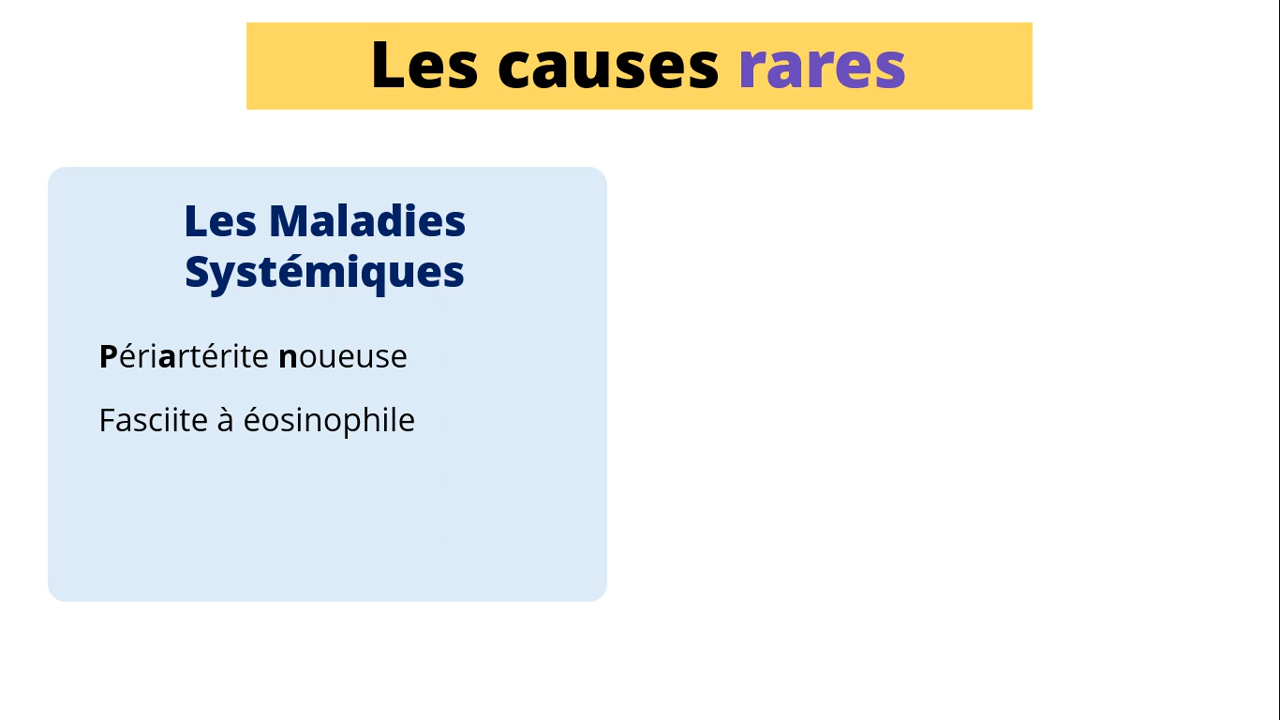 Les causes rares
Les Maladies
Systémiques
Périartérite noueuse
Fasciite à éosinophile